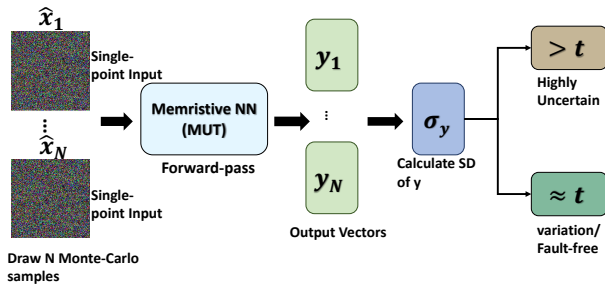 x̂₁
Single-
point Input
...
x̂_N
Single-
point Input
Draw N Monte-Carlo
samples
Memristive NN
(MUT)
Forward-pass
y₁
...
y_N
Output Vectors
σ_y
Calculate SD
of y
> t
Highly
Uncertain
≈ t
variation/
Fault-free